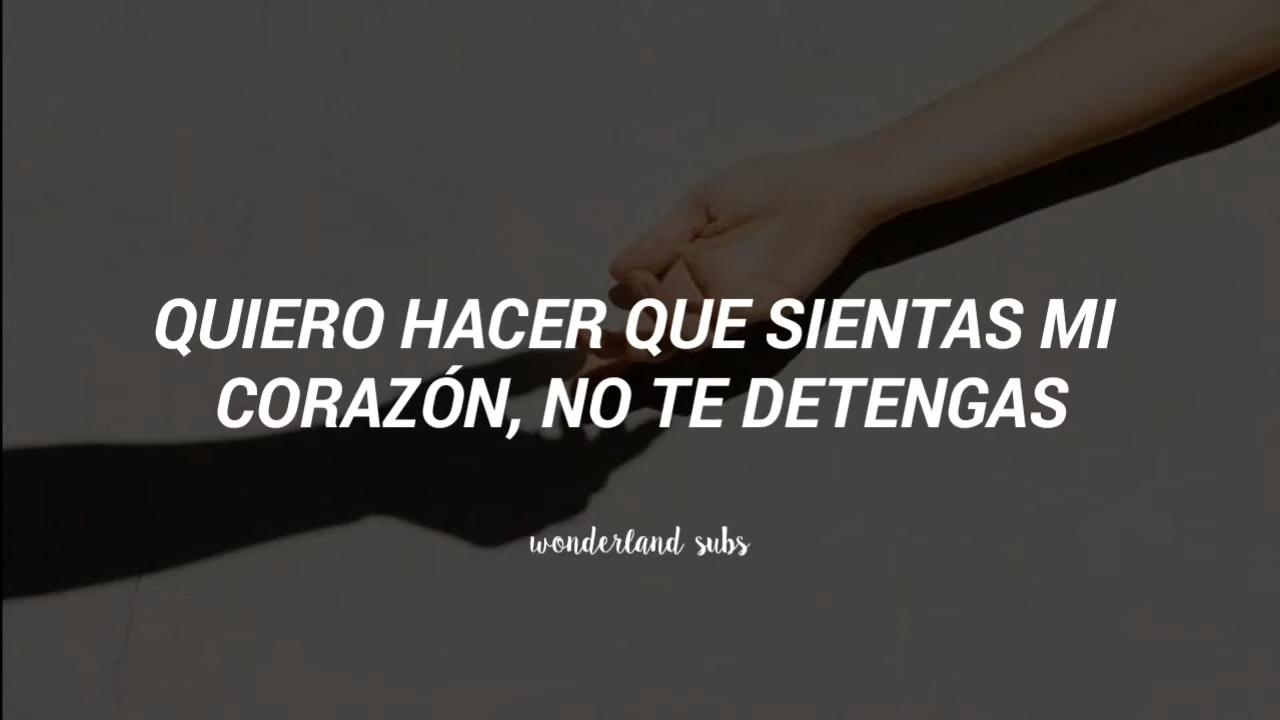 QUIERO HACER QUE SIENTAS MI
CORAZÓN, NO TE DETENGAS
wonderland subs